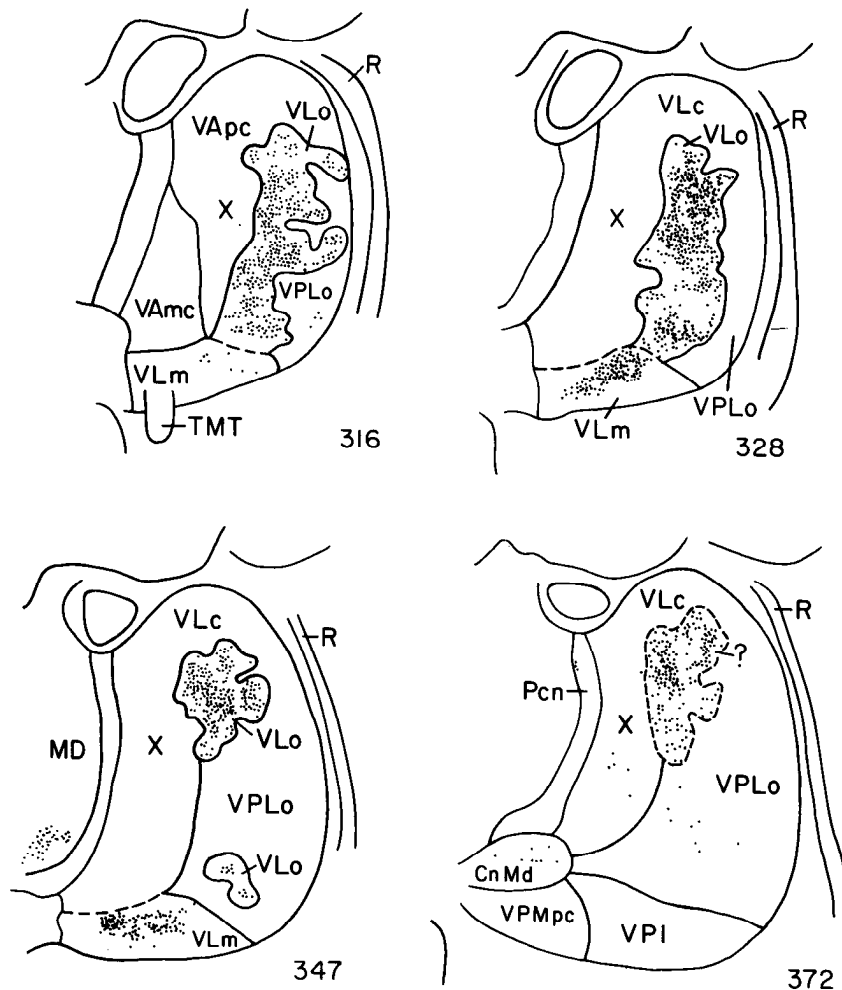 R
VLo
VApc
X
VPLo
VAmc
VLm
TMT
316
VLc
VLo
R
X
VPLo
VLm
328
R
VLc
VLo
MD
X
VPLo
VLo
VLm
347
VLc
R
?
Pcn
X
VPLo
CnMd
VPMpc
VPI
372